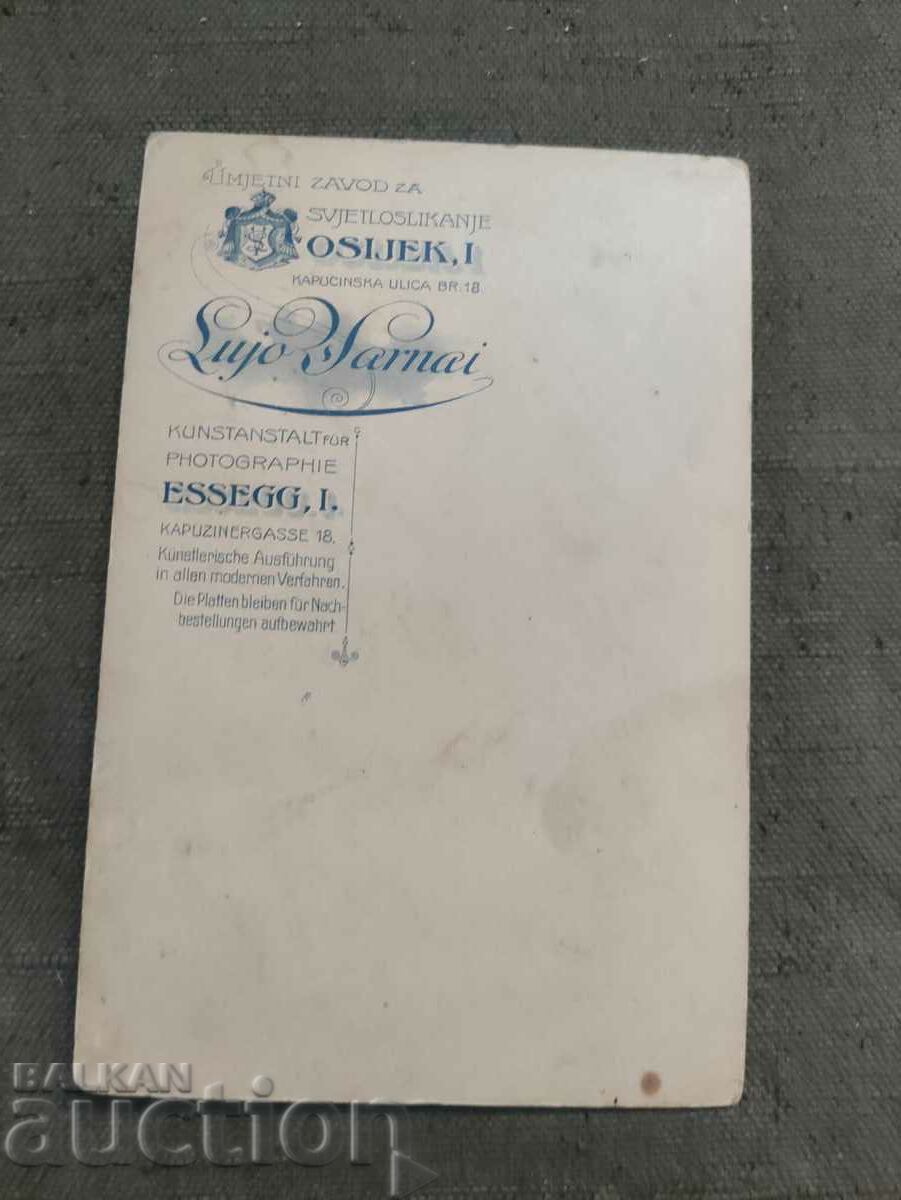 UMJETNI ZAVOD ZA
SVJETLOSLIKANJE
OSIJEK, I
KAPUCINSKA ULICA BR. 18.
Lujo Varnai
KUNSTANSTALT FÜR
PHOTOGRAPHIE
ESSEGG, I.
KAPUZINERGASSE 18.
Künstlerische Ausführung
in allen modernen Verfahren.
Die Platten bleiben für Nach-
bestellungen aufbewahrt
BALKAN
auction